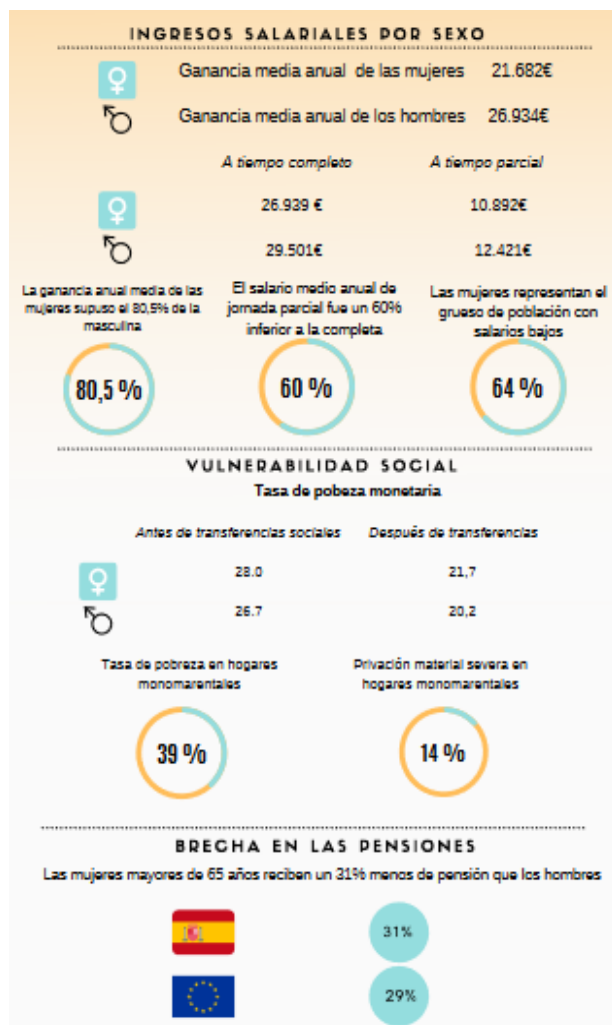 INGRESOS SALARIALES POR SEXO
Ganancia media anual de las mujeres 21.682€
Ganancia media anual de los hombres 26.934€
A tiempo completo A tiempo parcial
26.939 € 10.892€
29.501€ 12.421€
La ganancia anual media de las
mujeres supuso el 80,5% de la
masculina
El salario medio anual de
jornada parcial fue un 60%
inferior a la completa
Las mujeres representan el
grueso de población con
salarios bajos
80,5 % 60 % 64 %
VULNERABILIDAD SOCIAL
Tasa de pobeza monetaria
Antes de transferencias sociales Después de transferencias
28.0 21,7
26.7 20,2
Tasa de pobreza en hogares
monomarentales
Privación material severa en
hogares monomarentales
39 % 14 %
BRECHA EN LAS PENSIONES
Las mujeres mayores de 65 años reciben un 31% menos de pensión que los hombres
31%
29%